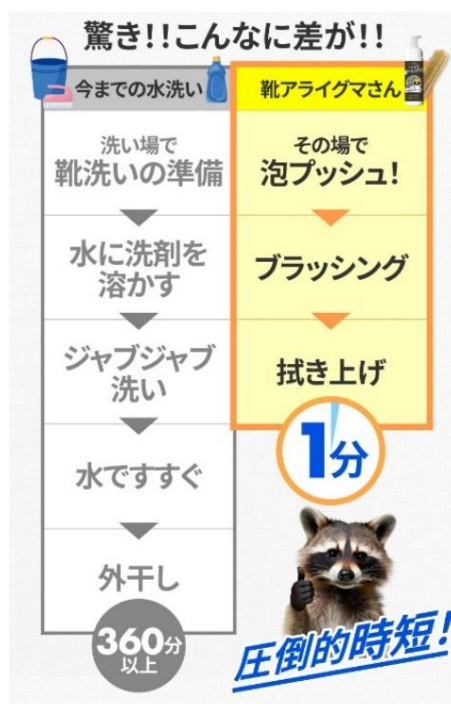 驚き!!こんなに差が!!
今までの水洗い
洗い場で
靴洗いの準備
水に洗剤を
溶かす
ジャブジャブ
洗い
水ですすぐ
外干し
360分
以上
靴アライグマさん
その場で
泡プッシュ!
ブラッシング
拭き上げ
1分
圧倒的時短!